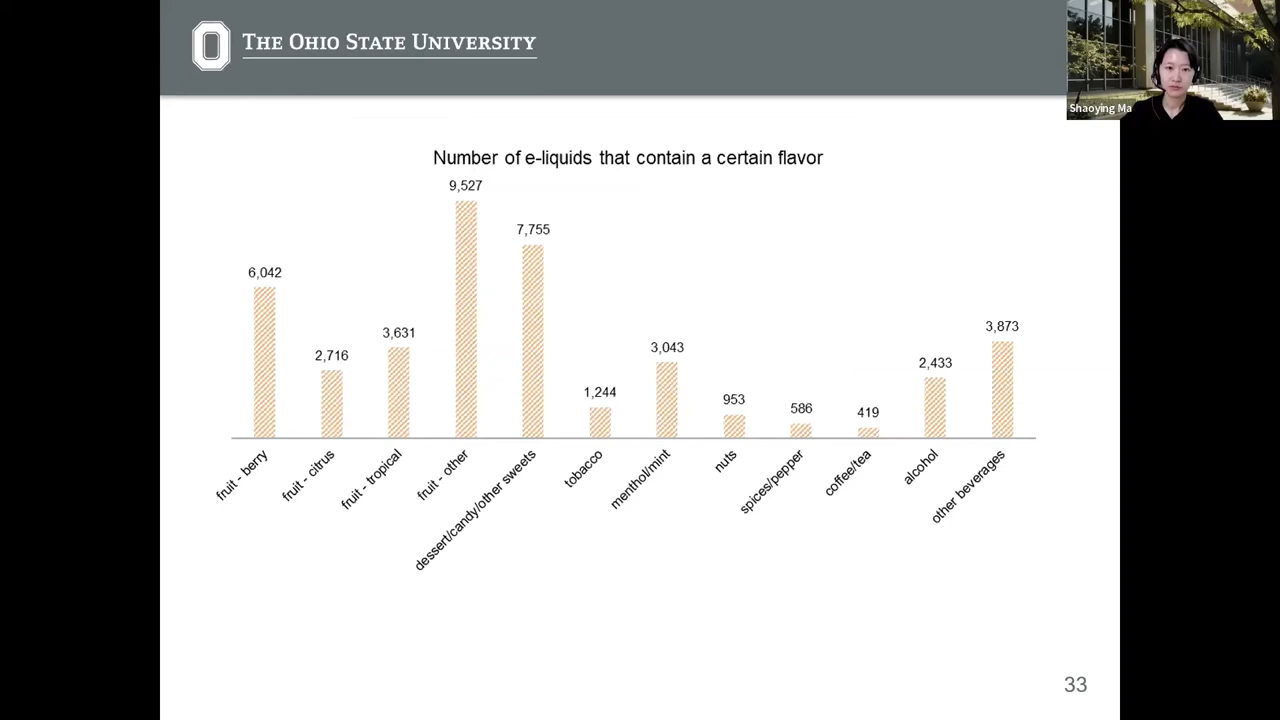 THE OHIO STATE UNIVERSITY
Shaoying Ma
Number of e-liquids that contain a certain flavor
9,527
7,755
6,042
3,873
3,631
3,043
2,716
2,433
1,244
953
586
419
fruit - berry
fruit - citrus
fruit - tropical
fruit - other
dessert/candy/other sweets
tobacco
menthol/mint
nuts
spices/pepper
coffee/tea
alcohol
other beverages
33